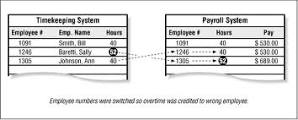 Timekeeping System
Employee # Emp. Name Hours
1091 Smith, Bill 40
1246 Baretti, Sally 52
1305 Johnson, Ann 40
Payroll System
Employee # Hours Pay
1091 40 $ 530.00
1246 40 $ 530.00
1305 52 $ 689.00
Employee numbers were switched so overtime was credited to wrong employee.